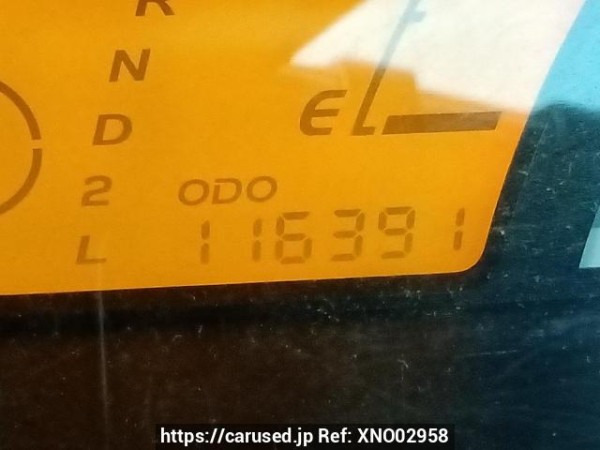 R
N
D
2
L
E
ODO
116391
https://carused.jp Ref: XNO02958